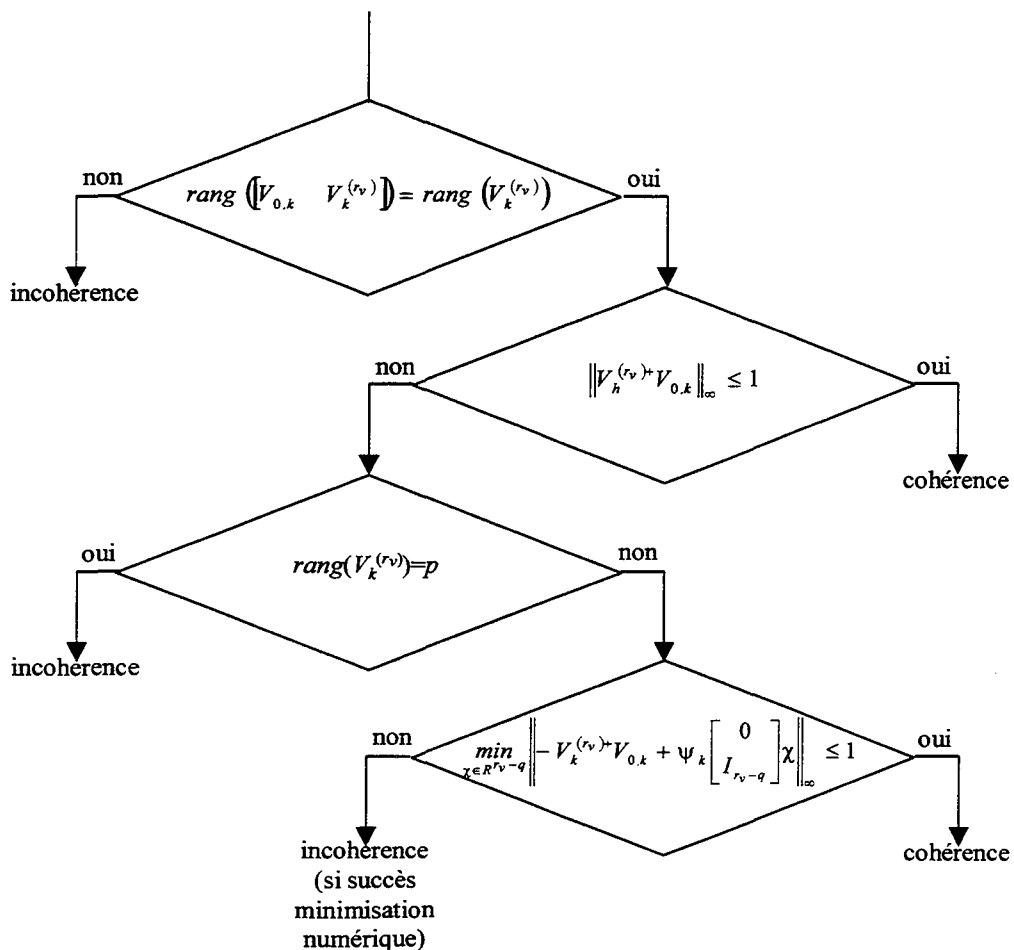 non
rang ([V_{0,k} V_k^{(r_v)}]) = rang (V_k^{(r_v)})
oui
incohérence
non
‖V_h^{(r_v)+} V_{0,k}‖_∞ ≤ 1
oui
cohérence
oui
rang(V_k^{(r_v)})=p
non
incohérence
non
min_{χ∈R^{r_v-q}} ‖- V_k^{(r_v)+} V_{0,k} + ψ_k [0 I_{r_v-q}] χ‖_∞ ≤ 1
oui
incohérence
(si succès
minimisation
numérique)
cohérence